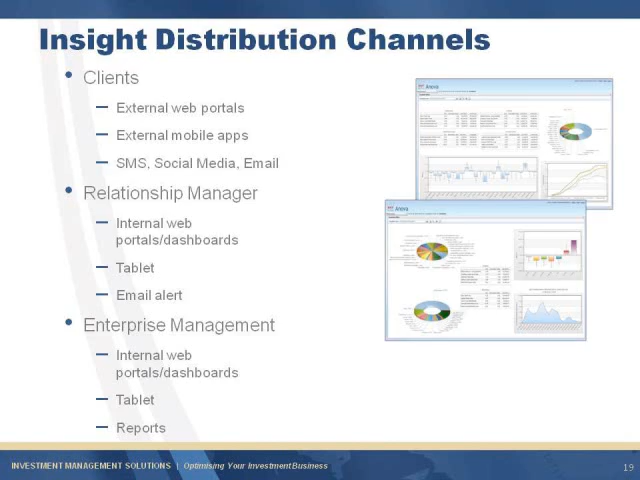 Insight Distribution Channels
• Clients
– External web portals
– External mobile apps
– SMS, Social Media, Email
• Relationship Manager
– Internal web
portals/dashboards
– Tablet
– Email alert
• Enterprise Management
– Internal web
portals/dashboards
– Tablet
– Reports
Anova
Anova
INVESTMENT MANAGEMENT SOLUTIONS | Optimising Your Investment Business
19